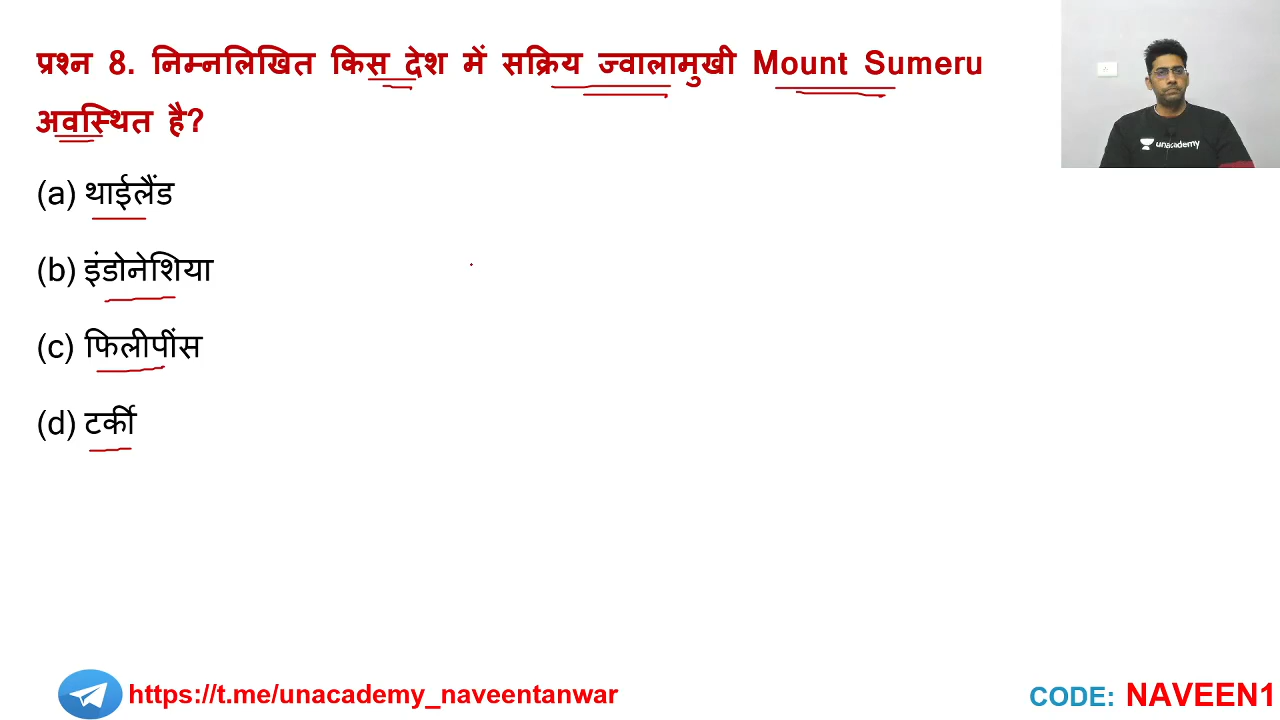 प्रश्न 8. निम्नलिखित किस देश में सक्रिय ज्वालामुखी Mount Sumeru
अवस्थित है?
unacademy
(a) थाईलैंड
(b) इंडोनेशिया
(c) फिलीपींस
(d) टर्की
https://t.me/unacademy_naveentanwar
CODE: NAVEEN1